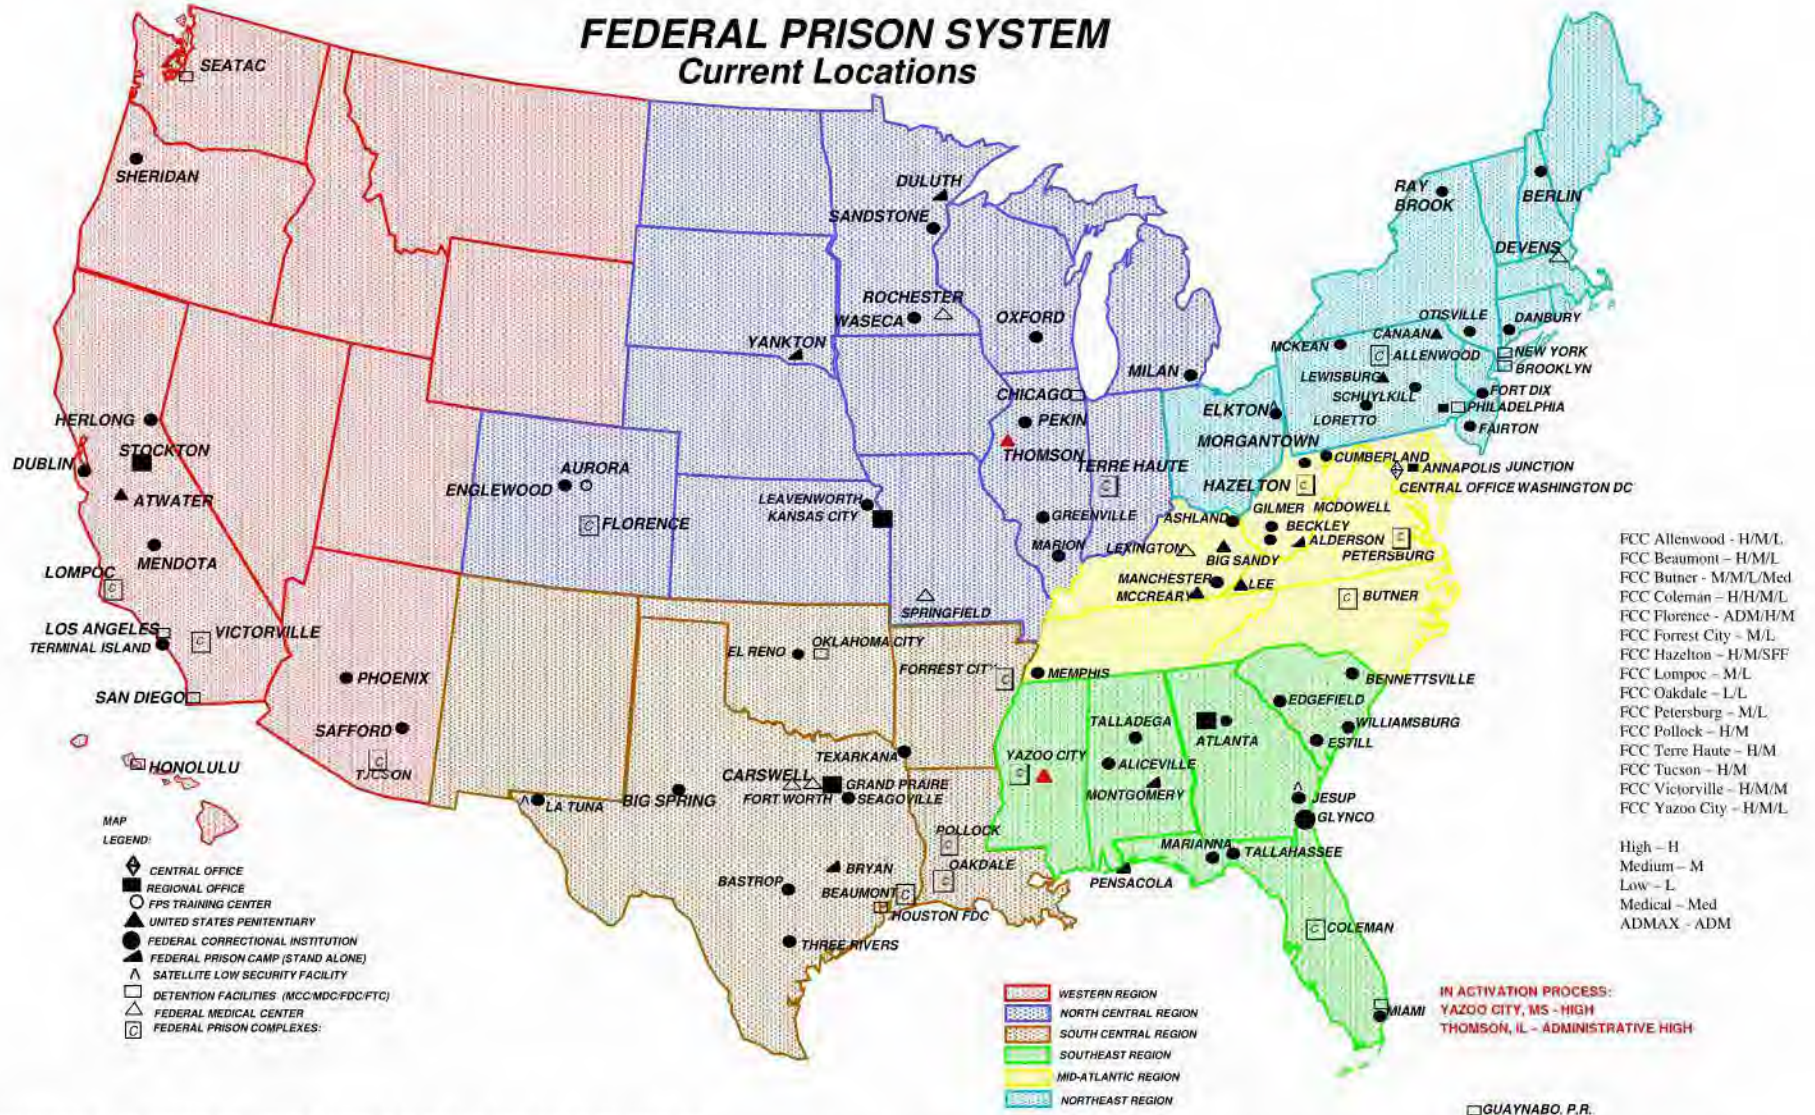 FEDERAL PRISON SYSTEM
Current Locations
SEATAC
SHERIDAN
HERLONG
STOCKTON
DUBLIN
ATWATER
MENDOTA
LOMPOC
LOS ANGELES
TERMINAL ISLAND
VICTORVILLE
SAN DIEGO
PHOENIX
SAFFORD
TUCSON
HONOLULU
DULUTH
SANDSTONE
ROCHESTER
WASECA
YANKTON
OXFORD
MILAN
CHICAGO
PEKIN
THOMSON
TERRE HAUTE
AURORA
ENGLEWOOD
FLORENCE
LEAVENWORTH
KANSAS CITY
GREENVILLE
MARION
SPRINGFIELD
EL RENO
OKLAHOMA CITY
FORREST CITY
TEXARKANA
CARSWELL
GRAND PRAIRE
FORT WORTH
SEAGOVILLE
LA TUNA
BIG SPRING
POLLOCK
OAKDALE
BRYAN
BASTROP
BEAUMONT
HOUSTON FDC
THREE RIVERS
RAY
BROOK
BERLIN
DEVENS
OTISVILLE
DANBURY
CANAAN
MCKEAN
ALLENWOOD
NEW YORK
BROOKLYN
LEWISBURG
SCHUYLKILL
FORT DIX
LORETTO
PHILADELPHIA
FAIRTON
ELKTON
MORGANTOWN
CUMBERLAND
ANNAPOLIS JUNCTION
HAZELTON
CENTRAL OFFICE WASHINGTON DC
GILMER
MCDOWELL
ASHLAND
BECKLEY
ALDERSON
LEXINGTON
BIG SANDY
PETERSBURG
MANCHESTER
LEE
MCCREARY
BUTNER
MEMPHIS
BENNETTSVILLE
EDGEFIELD
WILLIAMSBURG
ESTILL
TALLADEGA
ATLANTA
YAZOO CITY
ALICEVILLE
MONTGOMERY
JESUP
GLYNCO
MARIANNA
TALLAHASSEE
PENSACOLA
COLEMAN
MIAMI
FCC Allenwood - H/M/L
FCC Beaumont – H/M/L
FCC Butner - M/M/L/Med
FCC Coleman - H/H/M/L
FCC Florence - ADM/H/M
FCC Forrest City – M/L
FCC Hazelton – H/M/SFF
FCC Lompoc – M/L
FCC Oakdale – L/L
FCC Petersburg – M/L
FCC Pollock – H/M
FCC Terre Haute – H/M
FCC Tucson – H/M
FCC Victorville – H/M/M
FCC Yazoo City – H/M/L
High – H
Medium – M
Low – L
Medical – Med
ADMAX - ADM
MAP
LEGEND:
CENTRAL OFFICE
REGIONAL OFFICE
FPS TRAINING CENTER
UNITED STATES PENITENTIARY
FEDERAL CORRECTIONAL INSTITUTION
FEDERAL PRISON CAMP (STAND ALONE)
SATELLITE LOW SECURITY FACILITY
DETENTION FACILITIES (MCC/MDC/FDC/FTC)
FEDERAL MEDICAL CENTER
C FEDERAL PRISON COMPLEXES:
WESTERN REGION
NORTH CENTRAL REGION
SOUTH CENTRAL REGION
SOUTHEAST REGION
MID-ATLANTIC REGION
NORTHEAST REGION
IN ACTIVATION PROCESS:
YAZOO CITY, MS - HIGH
THOMSON, IL – ADMINISTRATIVE HIGH
GUAYNABO, P.R.